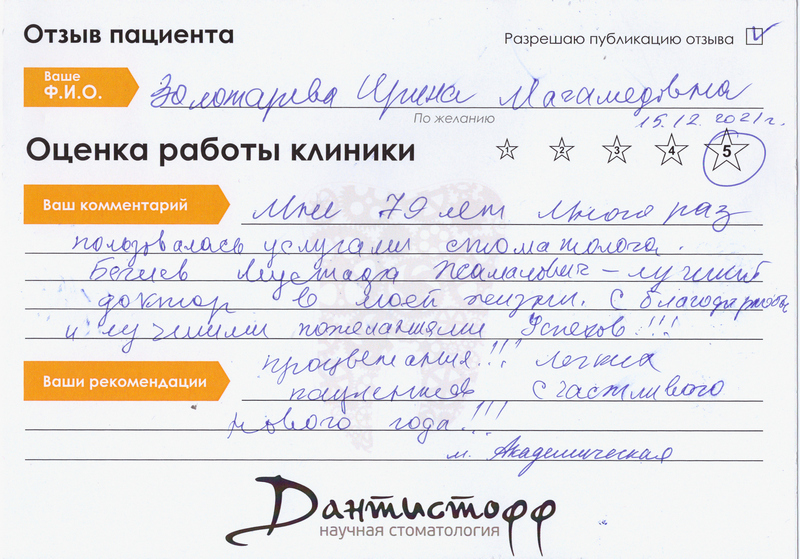 Отзыв пациента
Разрешаю публикацию отзыва
Ваше
Ф.И.О.
Золотарева Ирина Магамедовна
По желанию
15.12.2021г.
Оценка работы клиники
1 2 3 4 5
Ваш комментарий
Мне 79 лет много раз
пользовалась услугами стоматолога.
Бегиев Мустафа Жамалович – лучший
доктор в моей жизни. С благодарностью
и лучшими пожеланиями Успехов!!!
процветания!!! легких
Ваши рекомендации
пациентов счастливого
Нового года!!!
м. Академическая
Дантистофф
научная стоматология